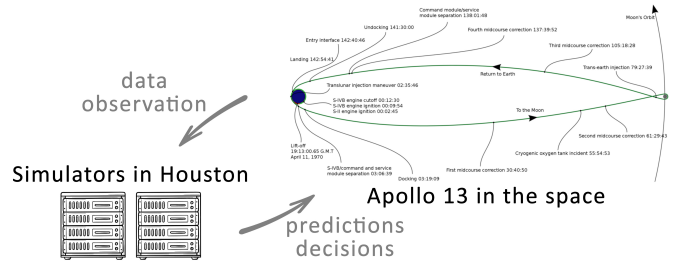 Command module/service
module separation 138:01:48
Moon's Orbit
Undocking 141:30:00
Fourth midcourse correction 137:39:52
Entry interface 142:40:46
Third midcourse correction 105:18:28
Landing 142:54:41
Trans-earth injection 79:27:39
Return to Earth
data
observation
Translunar injection maneuver 02:35:46
S-IVB engine cutoff 00:12:30
S-IVB engine ignition 00:09:54
S-II engine ignition 00:02:45
To the Moon
Second midcourse correction 61:29:43
Lift-off
19:13:00.65 G.M.T
April 11, 1970
Cryogenic oxygen tank incident 55:54:53
S-IVB/command and service
module separation 03:06:39
First midcourse correction 30:40:50
Docking 03:19:09
Simulators in Houston
Apollo 13 in the space
predictions
decisions